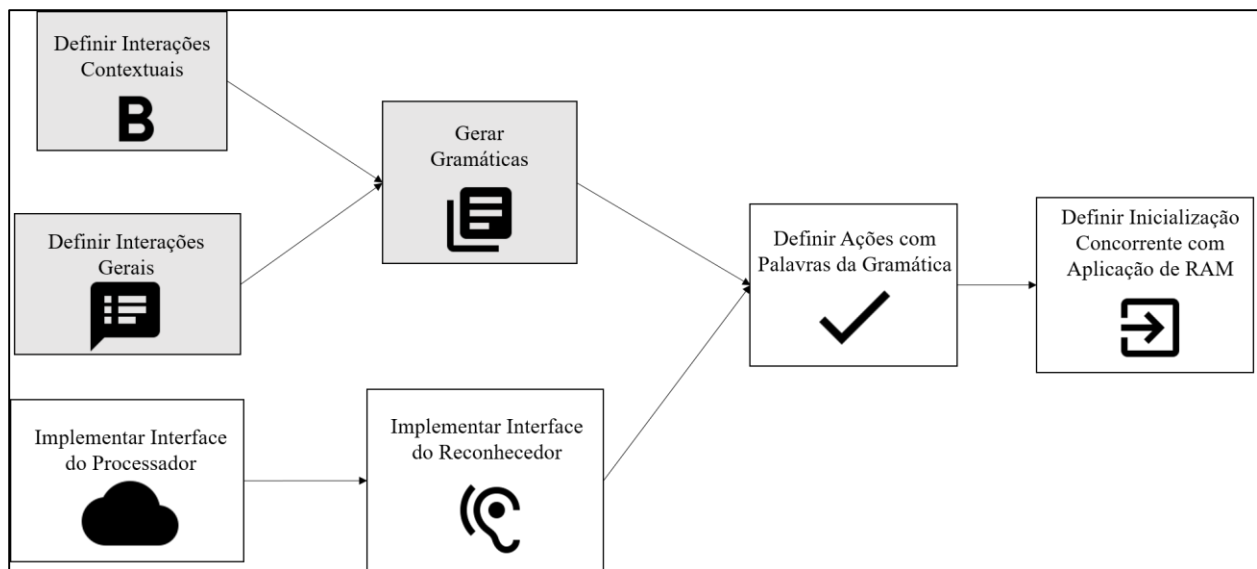 Definir Interações
Contextuais
B
Gerar
Gramáticas
Definir Interações
Gerais
Definir Ações com
Palavras da Gramática
Definir Inicialização
Concorrente com
Aplicação de RAM
Implementar Interface
do Processador
Implementar Interface
do Reconhecedor